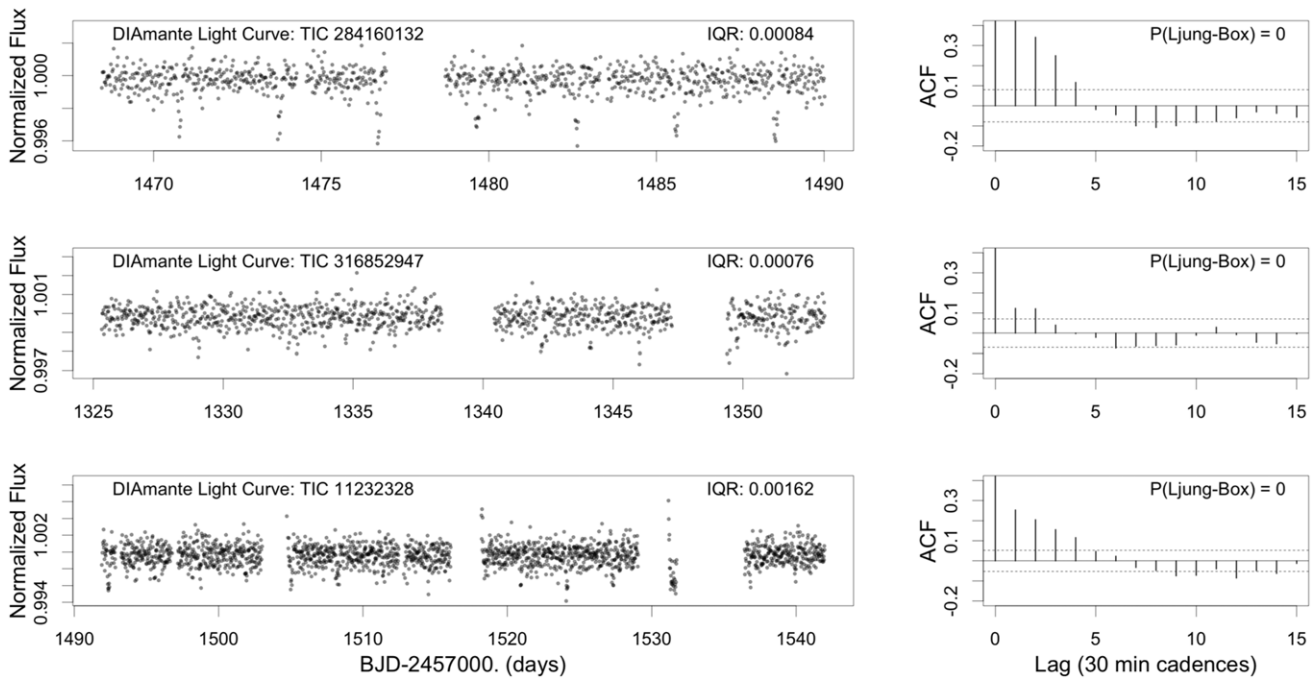 DIAmante Light Curve: TIC 284160132 IQR: 0.00084
Normalized Flux
1.000
0.996
1470 1475 1480 1485 1490
P(Ljung-Box) = 0
ACF
0.3
0.1
-0.2
0 5 10 15
DIAmante Light Curve: TIC 316852947 IQR: 0.00076
Normalized Flux
1.001
0.997
1325 1330 1335 1340 1345 1350
P(Ljung-Box) = 0
ACF
0.3
0.1
-0.2
0 5 10 15
DIAmante Light Curve: TIC 11232328 IQR: 0.00162
Normalized Flux
1.002
0.994
1490 1500 1510 1520 1530 1540
BJD-2457000. (days)
P(Ljung-Box) = 0
ACF
0.3
0.1
-0.2
0 5 10 15
Lag (30 min cadences)